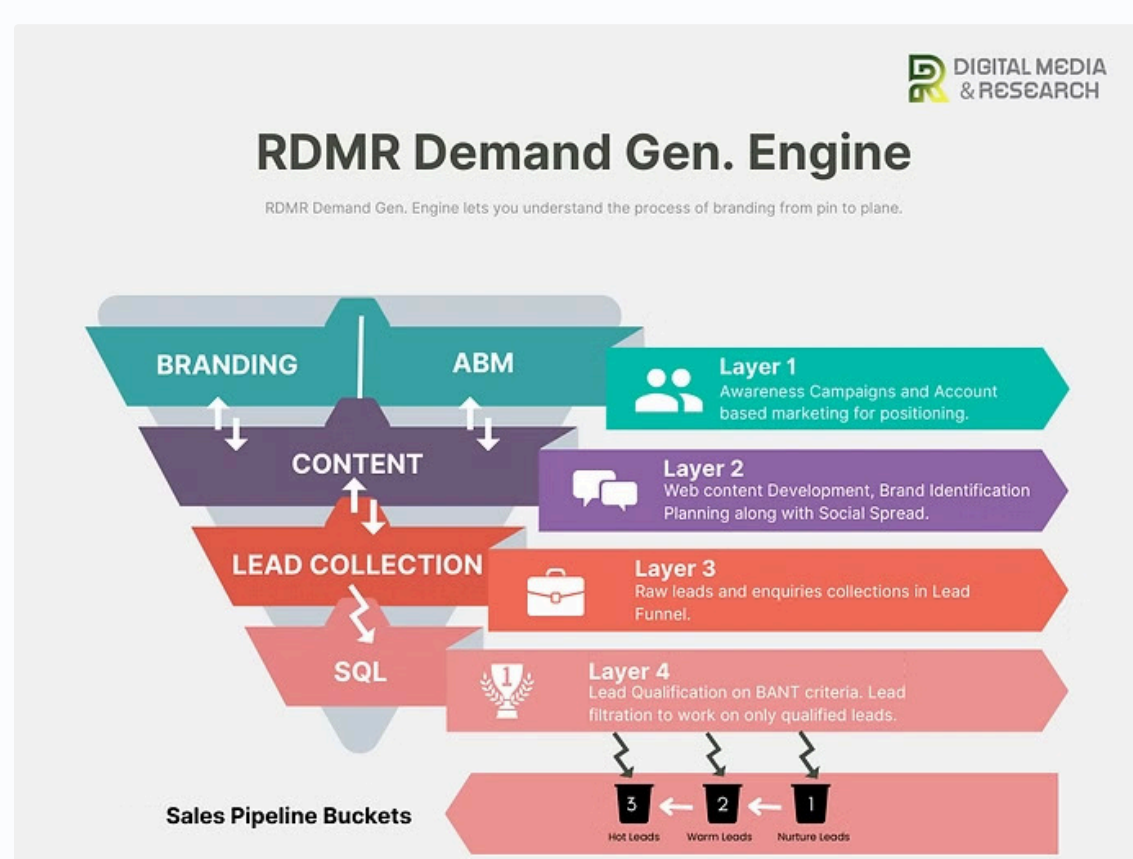 DIGITAL MEDIA
& RESEARCH
RDMR Demand Gen. Engine
RDMR Demand Gen. Engine lets you understand the process of branding from pin to plane.
BRANDING
ABM
Layer 1
Awareness Campaigns and Account
based marketing for positioning.
CONTENT
Layer 2
Web content Development, Brand Identification
Planning along with Social Spread.
LEAD COLLECTION
Layer 3
Raw leads and enquiries collections in Lead
Funnel.
SQL
1
Layer 4
Lead Qualification on BANT criteria. Lead
filtration to work on only qualified leads.
Sales Pipeline Buckets
3
2
1
Hot Leads
Warm Leads
Nurture Leads